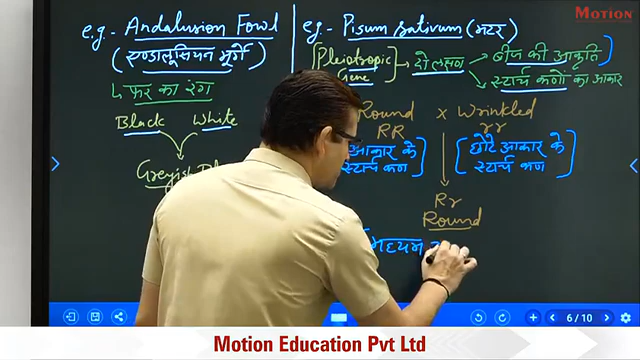 MOTION
e.g.- Andalusion Fowl
(एण्डालूसियन मुर्गे)
↳ फर का रंग
Black White
Greyish
e.g.- Pisum sativum (मटर)
[Pleiotropic Gene] → दो लक्षण → बीज की आकृति
→ स्टार्च कणों का आकार
Round × Wrinkled
RR rr
आकार के स्टार्च कण
[छोटे आकार के स्टार्च कण]
Rr
Round
मध्यम
6 / 10
Motion Education Pvt Ltd